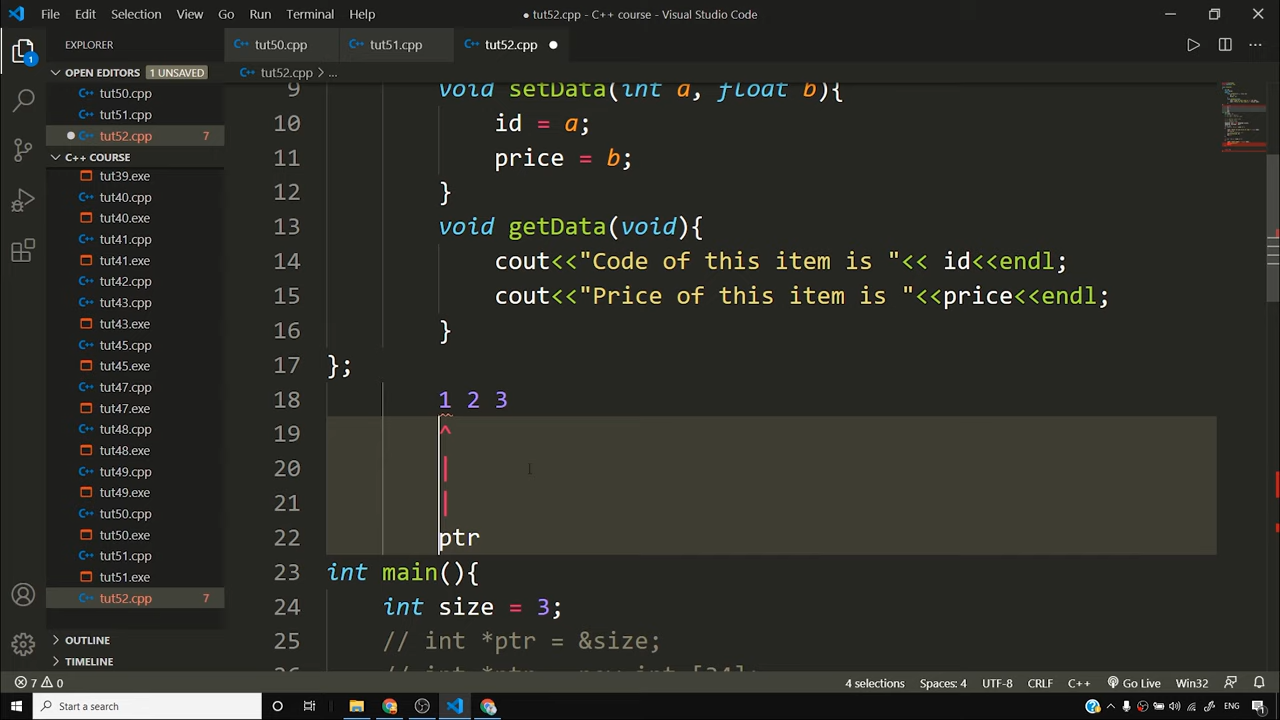 File Edit Selection View Go Run Terminal Help
● tut52.cpp - C++ course - Visual Studio Code
EXPLORER
tut50.cpp
tut51.cpp
tut52.cpp ●
OPEN EDITORS 1 UNSAVED
tut50.cpp
tut51.cpp
● tut52.cpp 7
C++ COURSE
tut39.exe
tut40.cpp
tut40.exe
tut41.cpp
tut41.exe
tut42.cpp
tut43.cpp
tut43.exe
tut45.cpp
tut45.exe
tut47.cpp
tut47.exe
tut48.cpp
tut48.exe
tut49.cpp
tut49.exe
tut50.cpp
tut50.exe
tut51.cpp
tut51.exe
tut52.cpp 7
OUTLINE
TIMELINE
tut52.cpp > ...
9 void setData(int a, float b){
10 id = a;
11 price = b;
12 }
13 void getData(void){
14 cout<<"Code of this item is "<< id<<endl;
15 cout<<"Price of this item is "<<price<<endl;
16 }
17 };
18 1 2 3
19 ^
20 |
21 |
22 ptr
23 int main(){
24 int size = 3;
25 // int *ptr = &size;
26 // int *ptr = new int [34];
1
7 0
4 selections Spaces: 4 UTF-8 CRLF C++ Go Live Win32
Start a search
ENG